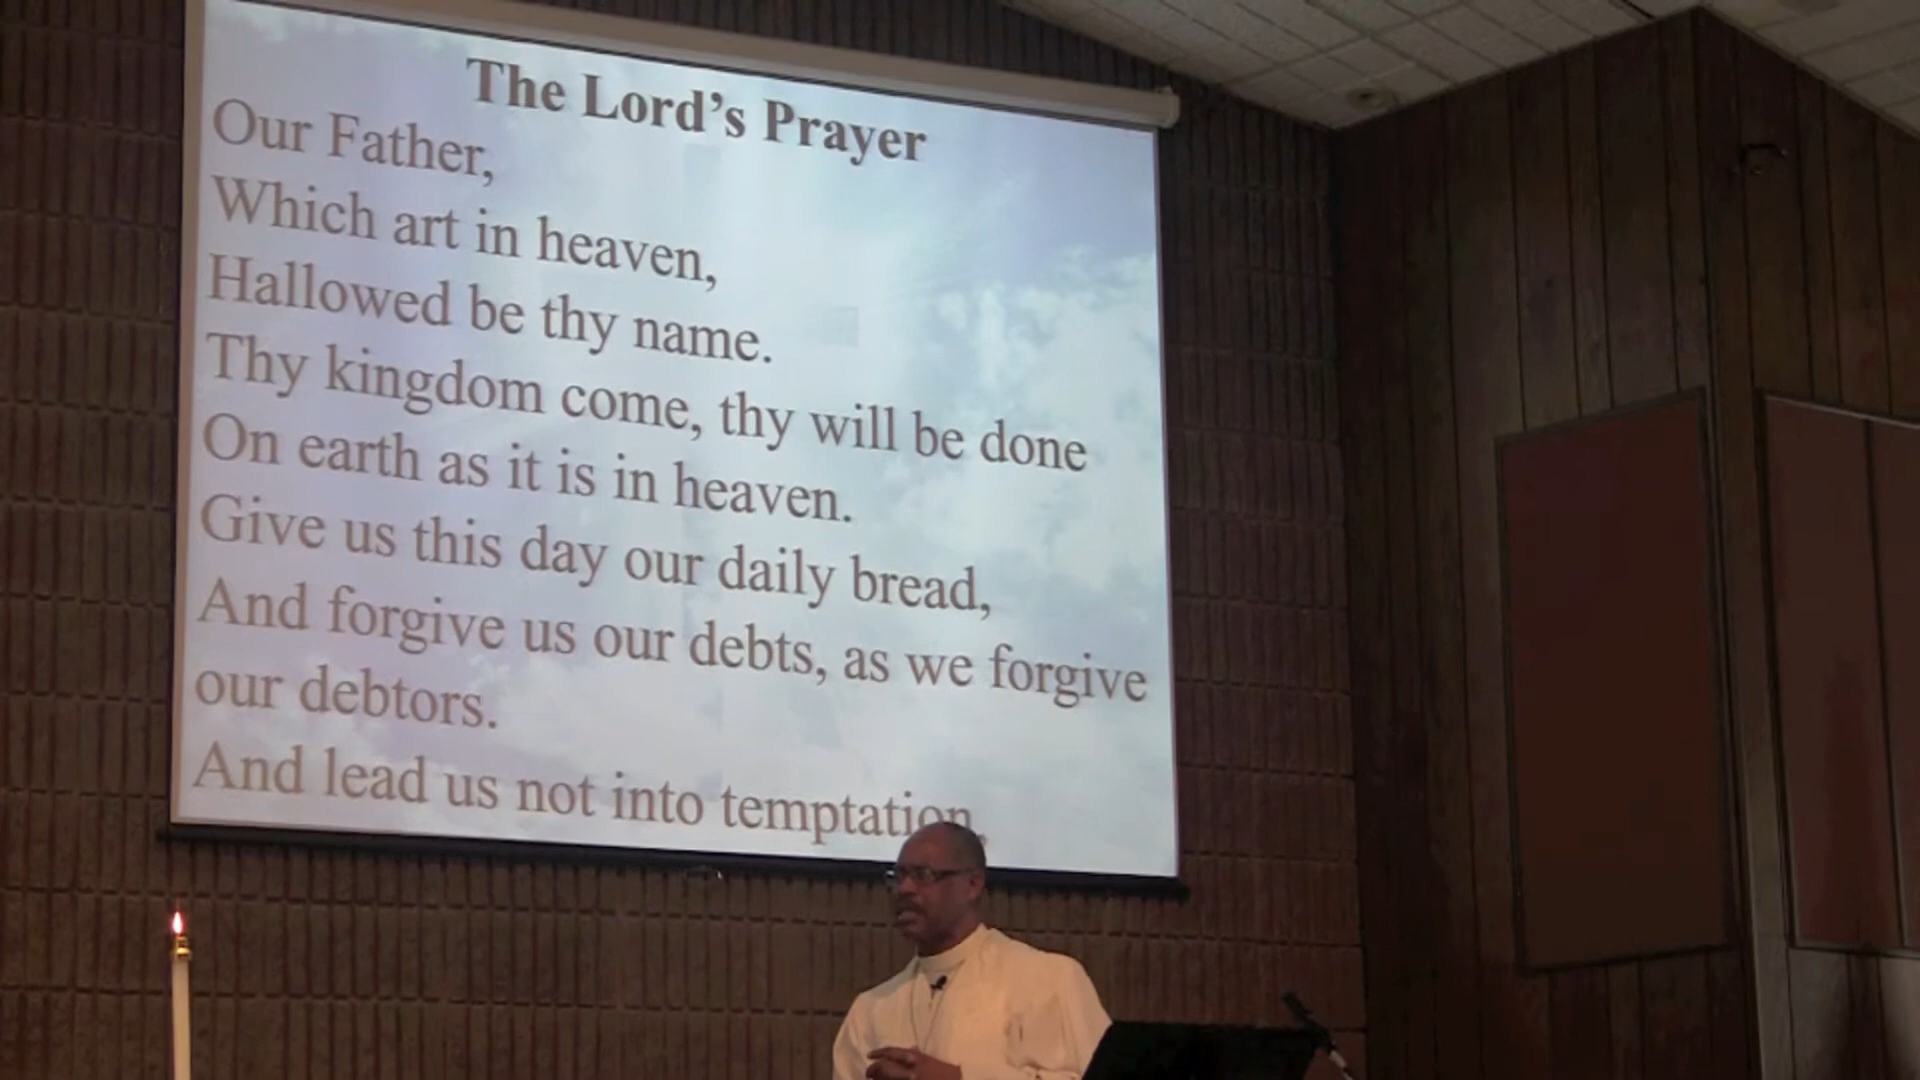 The Lord's Prayer
Our Father,
Which art in heaven,
Hallowed be thy name.
Thy kingdom come, thy will be done
On earth as it is in heaven.
Give us this day our daily bread,
And forgive us our debts, as we forgive
our debtors.
And lead us not into temptation,